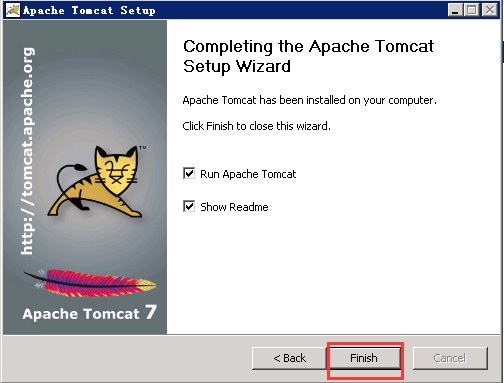 Apache Tomcat Setup
http://tomcat.apache.org
TM
Apache Tomcat 7
Completing the Apache Tomcat
Setup Wizard
Apache Tomcat has been installed on your computer.
Click Finish to close this wizard.
Run Apache Tomcat
Show Readme
< Back
Finish
Cancel